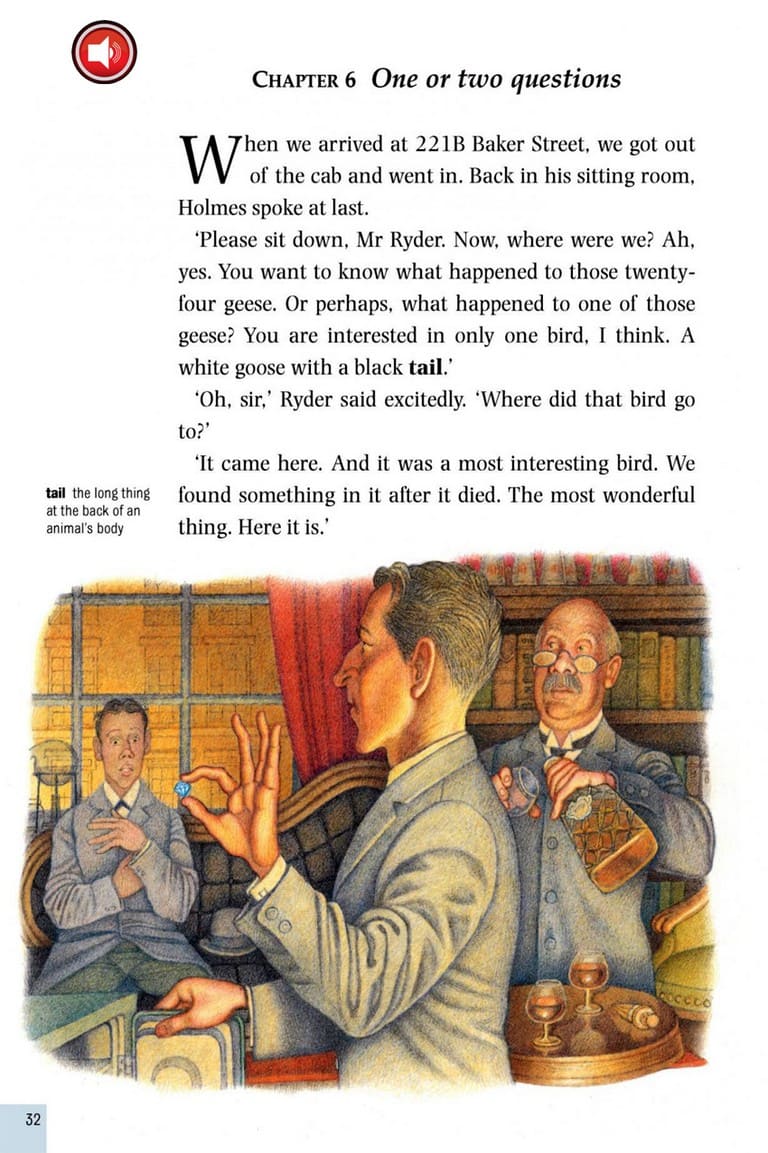 CHAPTER 6 One or two questions
When we arrived at 221B Baker Street, we got out
of the cab and went in. Back in his sitting room,
Holmes spoke at last.
‘Please sit down, Mr Ryder. Now, where were we? Ah,
yes. You want to know what happened to those twenty-
four geese. Or perhaps, what happened to one of those
geese? You are interested in only one bird, I think. A
white goose with a black tail.’
‘Oh, sir,’ Ryder said excitedly. ‘Where did that bird go
to?’
‘It came here. And it was a most interesting bird. We
found something in it after it died. The most wonderful
thing. Here it is.’
tail the long thing
at the back of an
animal's body
32